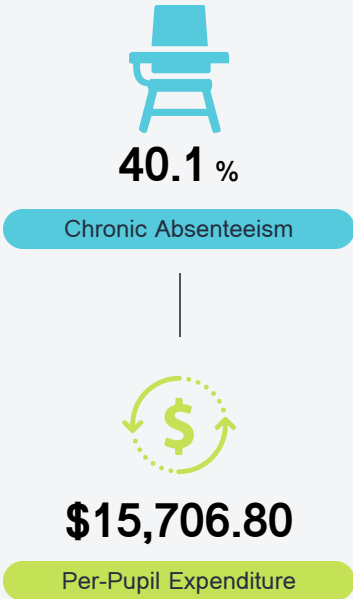 40.1 %
Chronic Absenteeism
$
$15,706.80
Per-Pupil Expenditure